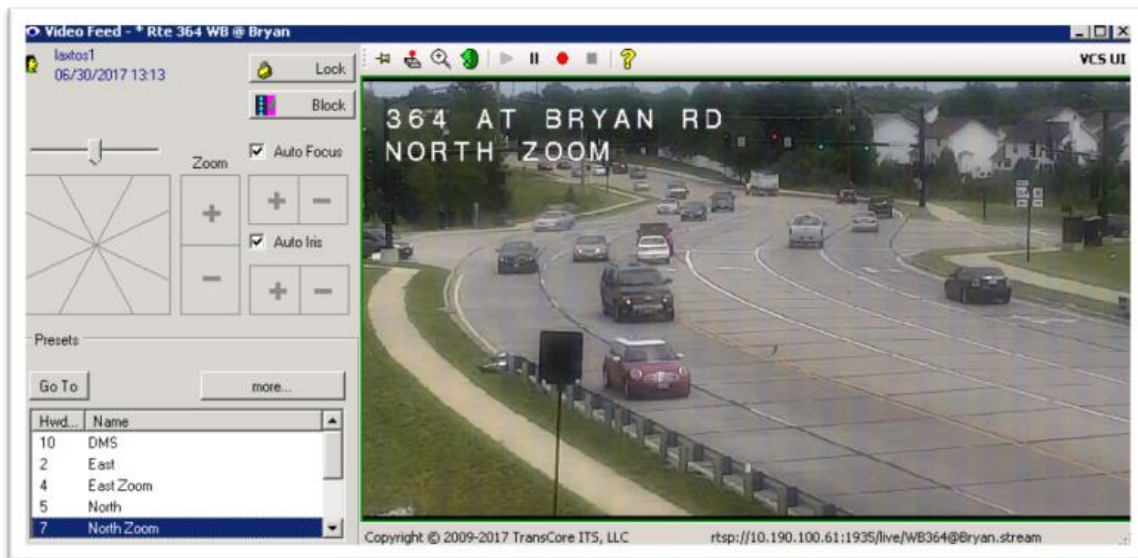 Video Feed - * Rte 364 WB @ Bryan
laxtos1
06/30/2017 13:13
Lock
Block
Zoom
Auto Focus
Auto Iris
Presets
Go To
more...
Hwd... Name
10 DMS
2 East
4 East Zoom
5 North
7 North Zoom
VCS UI
364 AT BRYAN RD
NORTH ZOOM
Copyright © 2009-2017 TransCore ITS, LLC
rtsp://10.190.100.61:1935/live/WB364@Bryan.stream